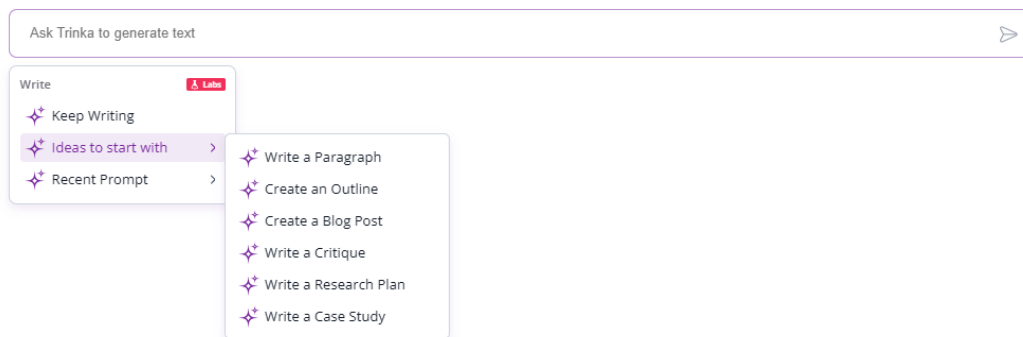 Ask Trinka to generate text
Write
Labs
Keep Writing
Ideas to start with
Recent Prompt
Write a Paragraph
Create an Outline
Create a Blog Post
Write a Critique
Write a Research Plan
Write a Case Study